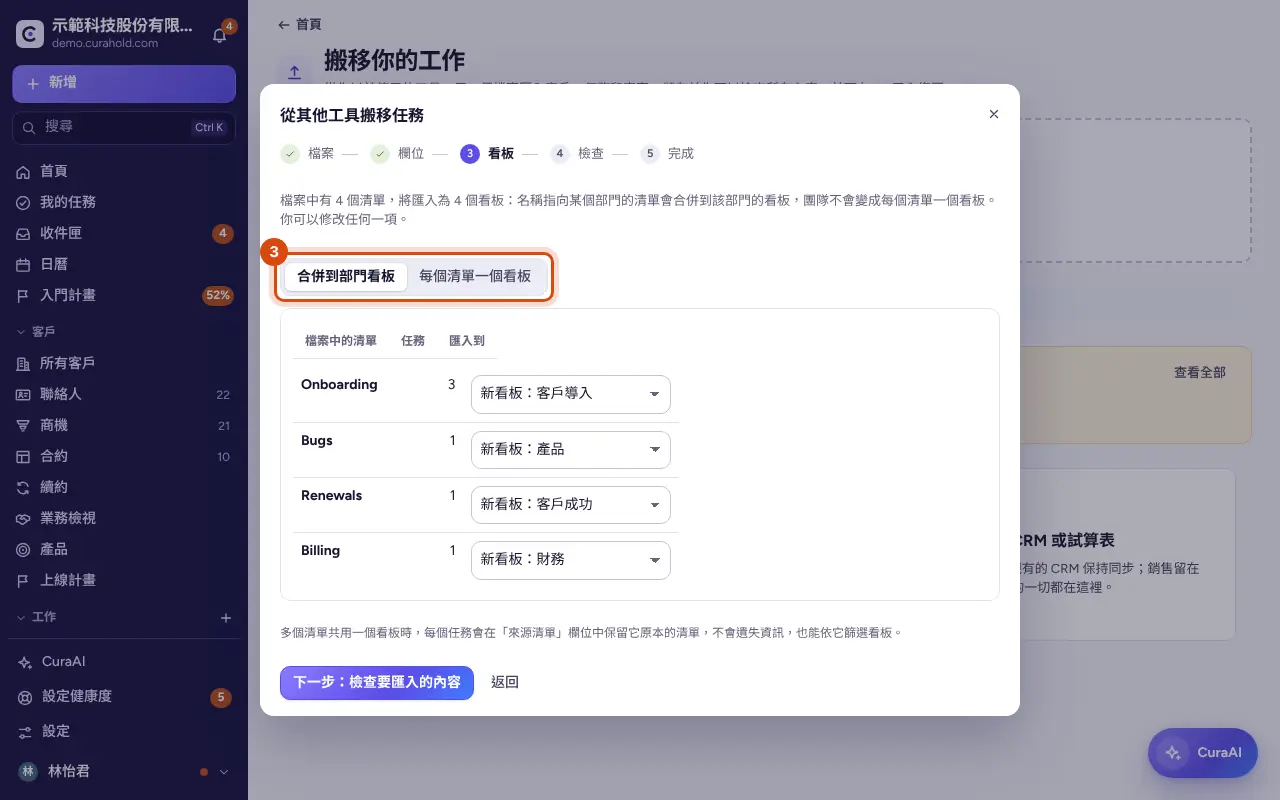 示範科技股份有限...
demo.curahold.com
4
新增
搜尋
Ctrl K
首頁
我的任務
收件匣
4
日曆
入門計畫
52%
客戶
所有客戶
聯絡人
22
商機
21
合約
10
續約
業務檢視
產品
上線計畫
工作
CuraAI
設定健康度
5
設定
林
林怡君
首頁
搬移你的工作
從其他工具搬移任務
檔案
欄位
3
看板
4
檢查
5
完成
檔案中有 4 個清單，將匯入為 4 個看板：名稱指向某個部門的清單會合併到該部門的看板，團隊不會變成每個清單一個看板。
你可以修改任何一項。
3
合併到部門看板
每個清單一個看板
檔案中的清單
任務
匯入到
Onboarding
3
新看板：客戶導入
Bugs
1
新看板：產品
Renewals
1
新看板：客戶成功
Billing
1
新看板：財務
多個清單共用一個看板時，每個任務會在「來源清單」欄位中保留它原本的清單，不會遺失資訊，也能依它篩選看板。
下一步：檢查要匯入的內容
返回
查看全部
CRM 或試算表
有的 CRM 保持同步；銷售留在
一切都在這裡。
CuraAI